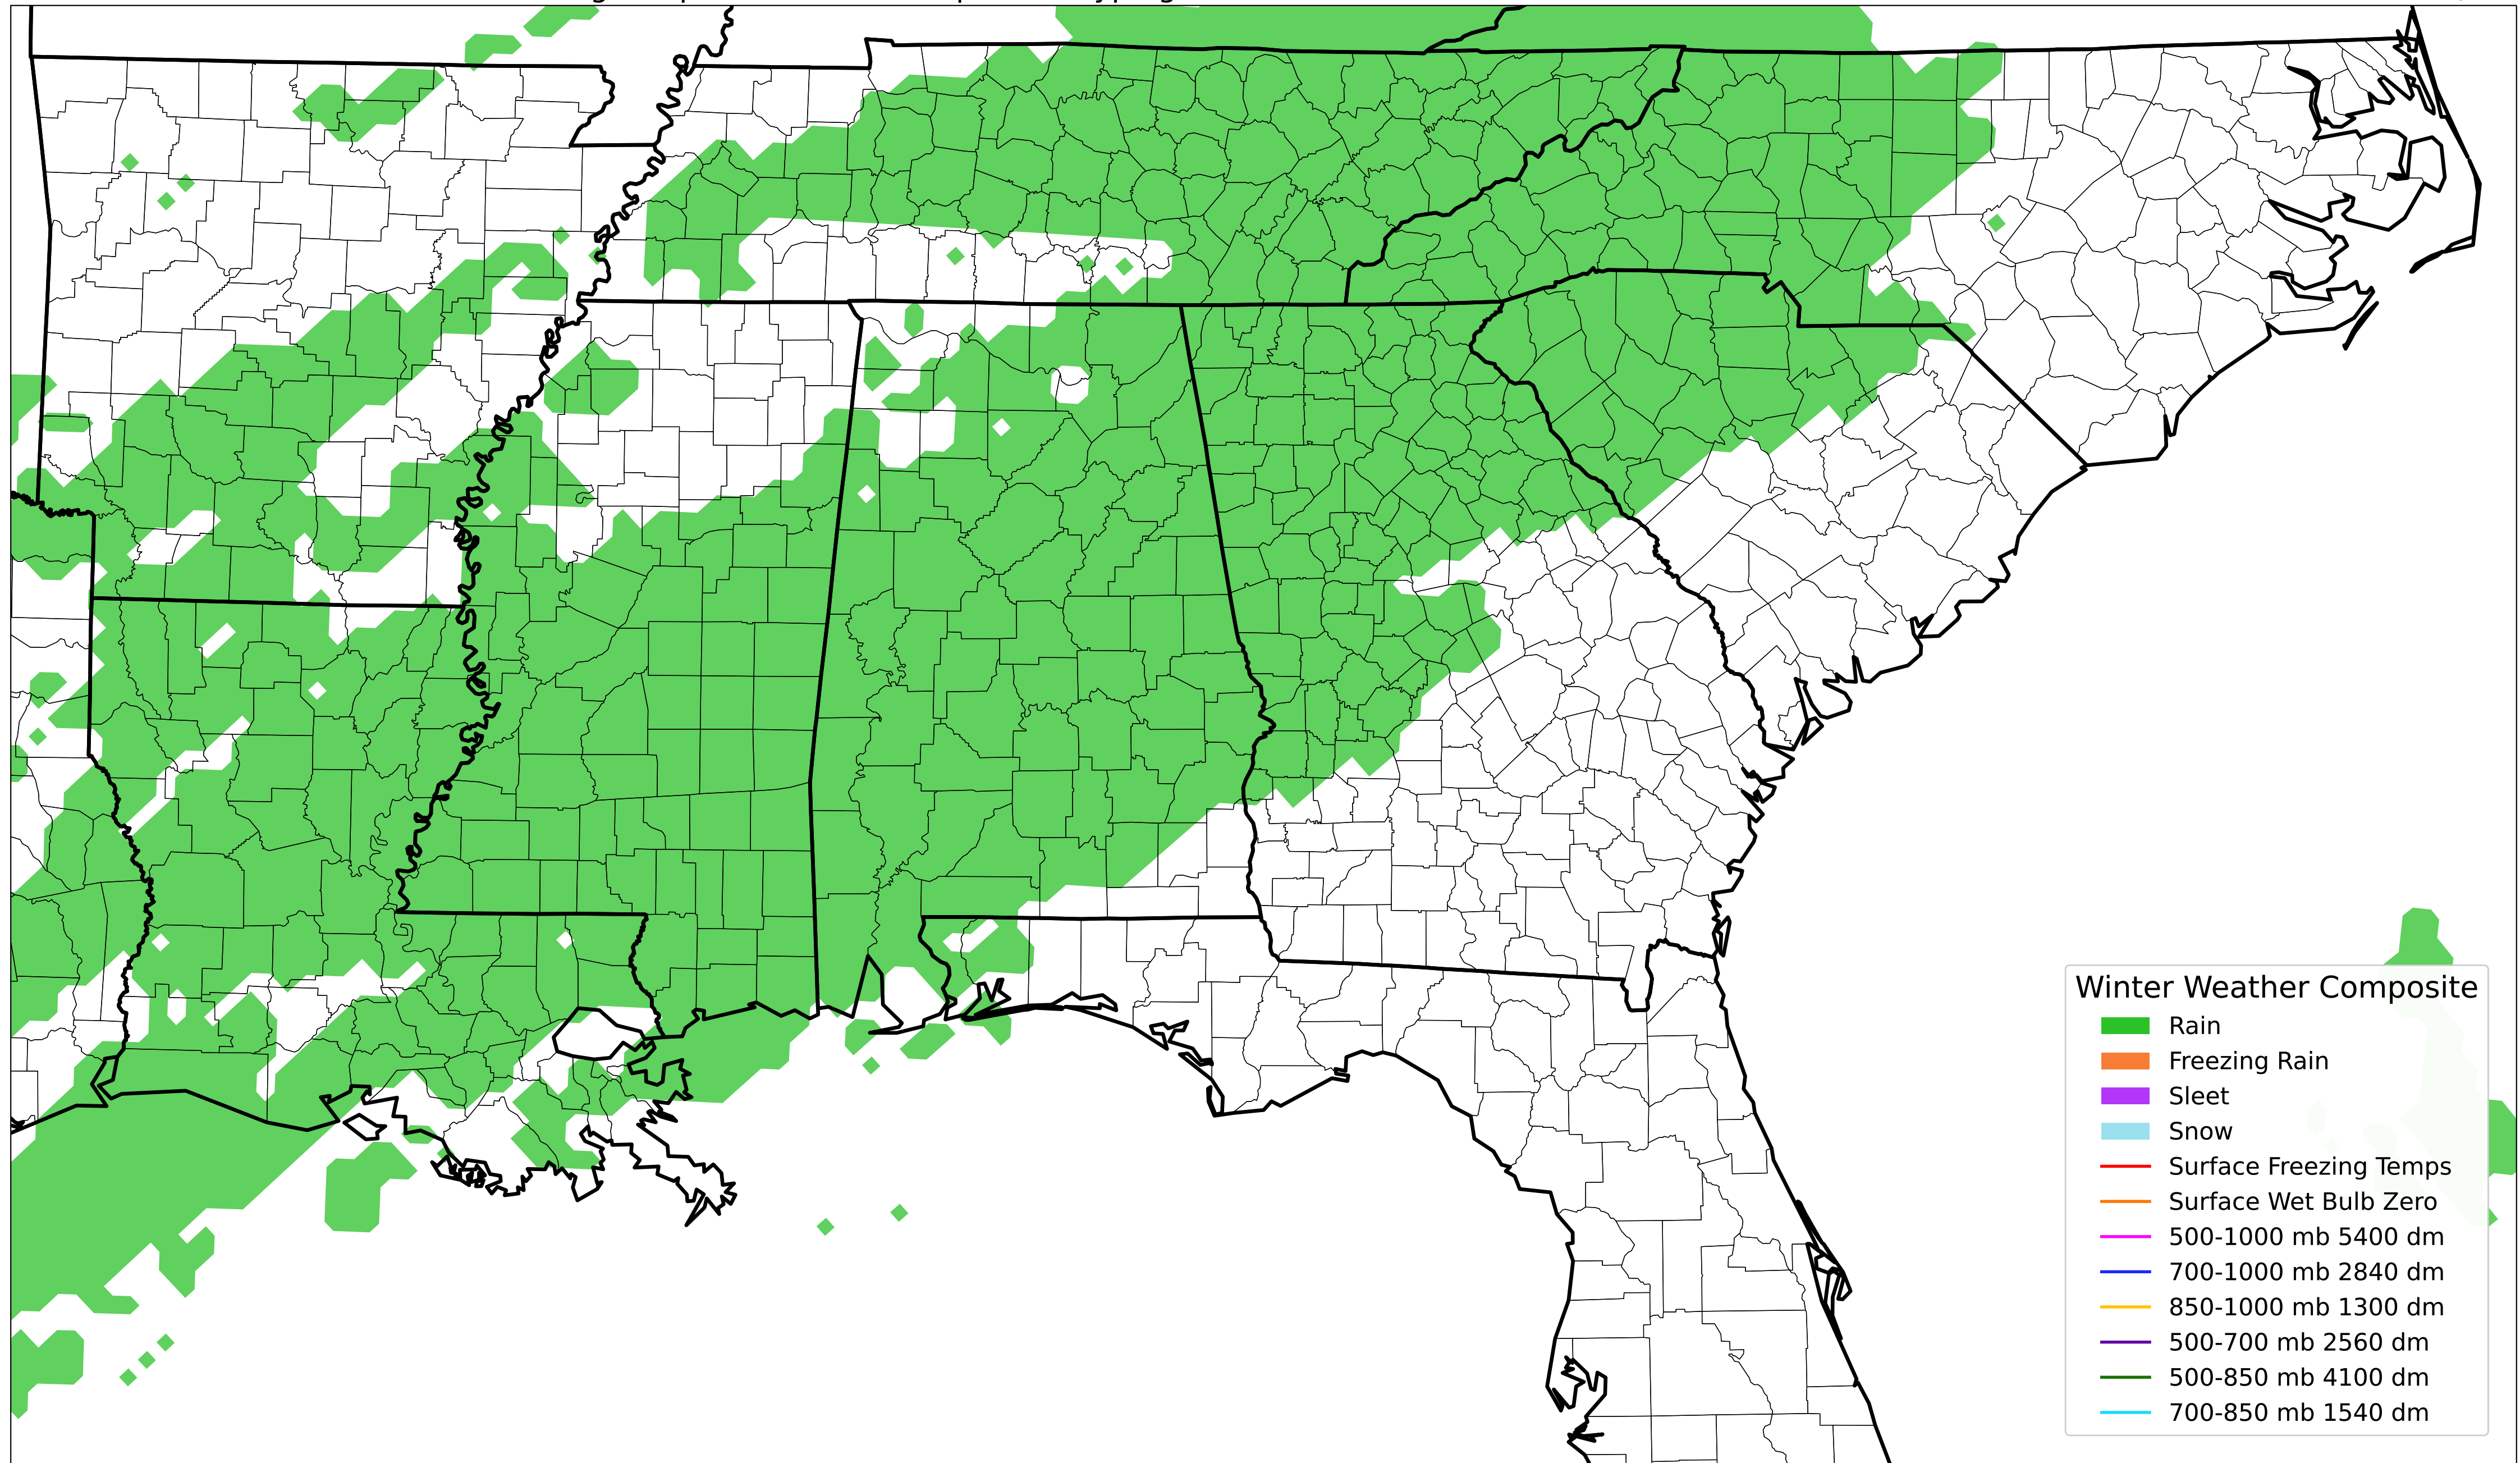 Winter Weather Composite
Rain
Freezing Rain
Sleet
Snow
Surface Freezing Temps
Surface Wet Bulb Zero
500-1000 mb 5400 dm
700-1000 mb 2840 dm
850-1000 mb 1300 dm
500-700 mb 2560 dm
500-850 mb 4100 dm
700-850 mb 1540 dm